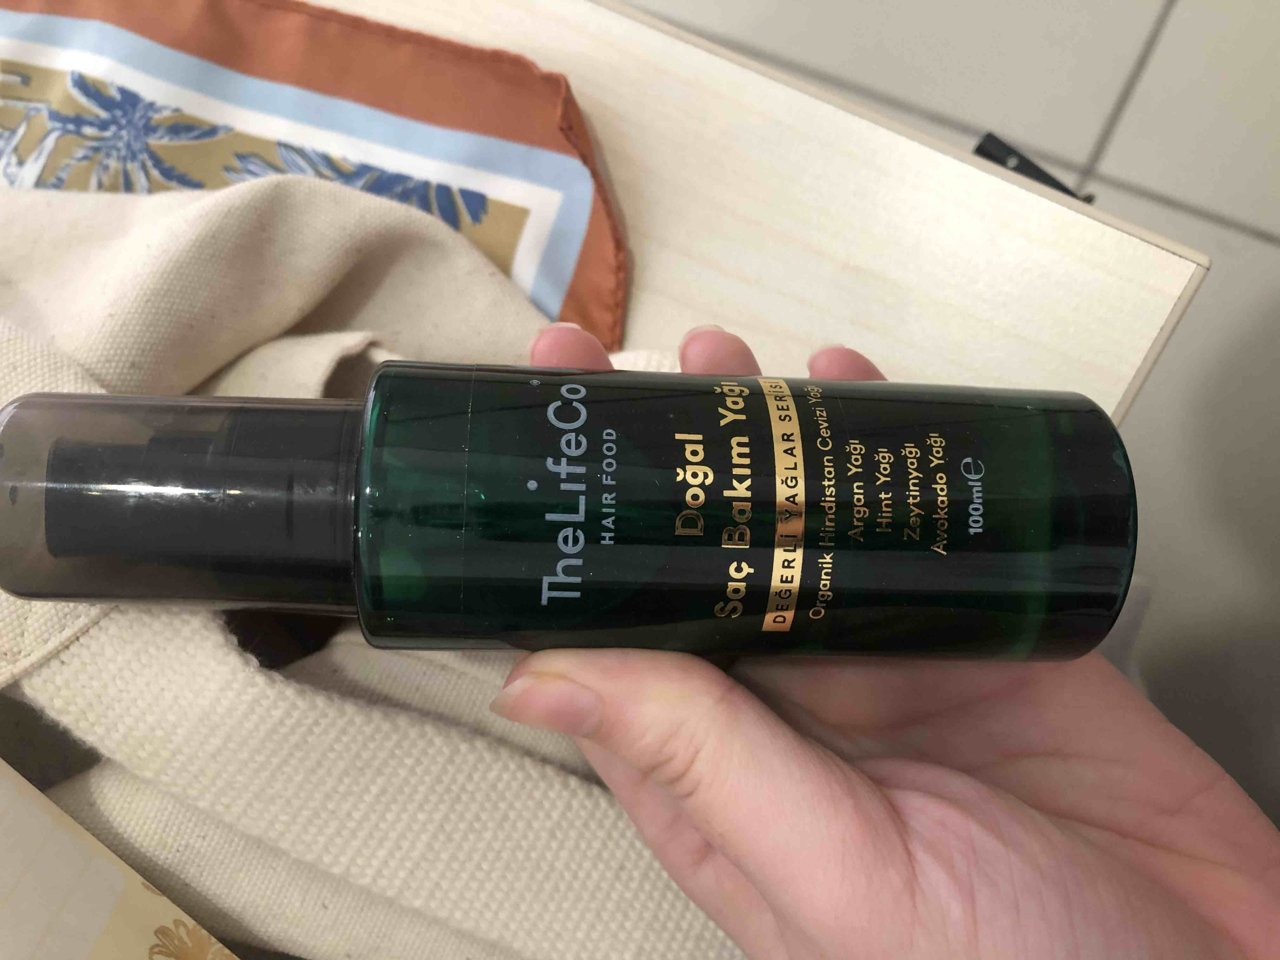 TheLifeCo®
HAIR FOOD
Doğal
Saç Bakım Yağı
DEĞERLİ YAĞLAR SERİSİ
Organik Hindistan Cevizi Yağı
Argan Yağı
Hint Yağı
Zeytinyağı
Avokado Yağı
100ml ℮